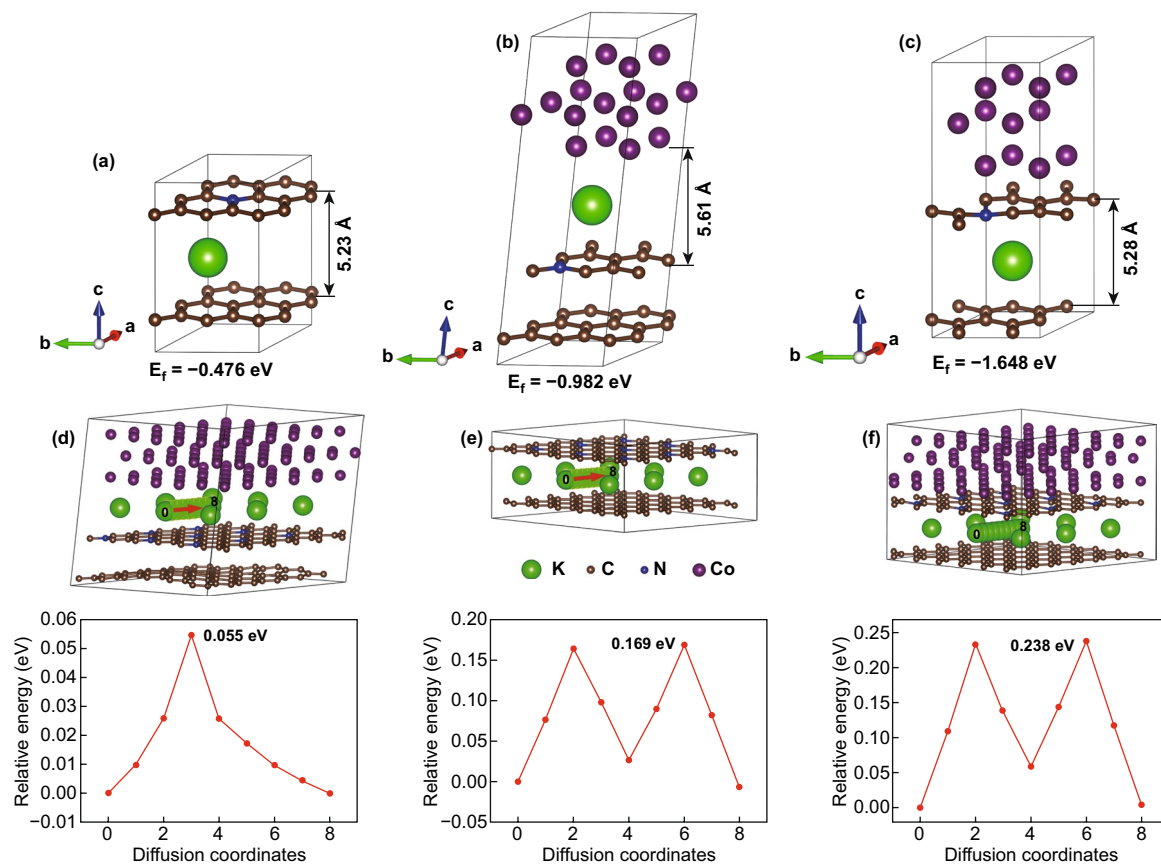 (a)
5.23 Å
c
a
b
E_f = −0.476 eV
(b)
5.61 Å
c
a
b
E_f = −0.982 eV
(c)
5.28 Å
c
a
b
E_f = −1.648 eV
(d)
0
8
(e)
0
8
K C N Co
(f)
0
8
0.06
0.05
0.04
0.03
0.02
0.01
0.00
−0.01
Relative energy (eV)
0.055 eV
0 2 4 6 8
Diffusion coordinates
0.20
0.15
0.10
0.05
0.00
−0.05
Relative energy (eV)
0.169 eV
0 2 4 6 8
Diffusion coordinates
0.25
0.20
0.15
0.10
0.05
0.00
Relative energy (eV)
0.238 eV
0 2 4 6 8
Diffusion coordinates